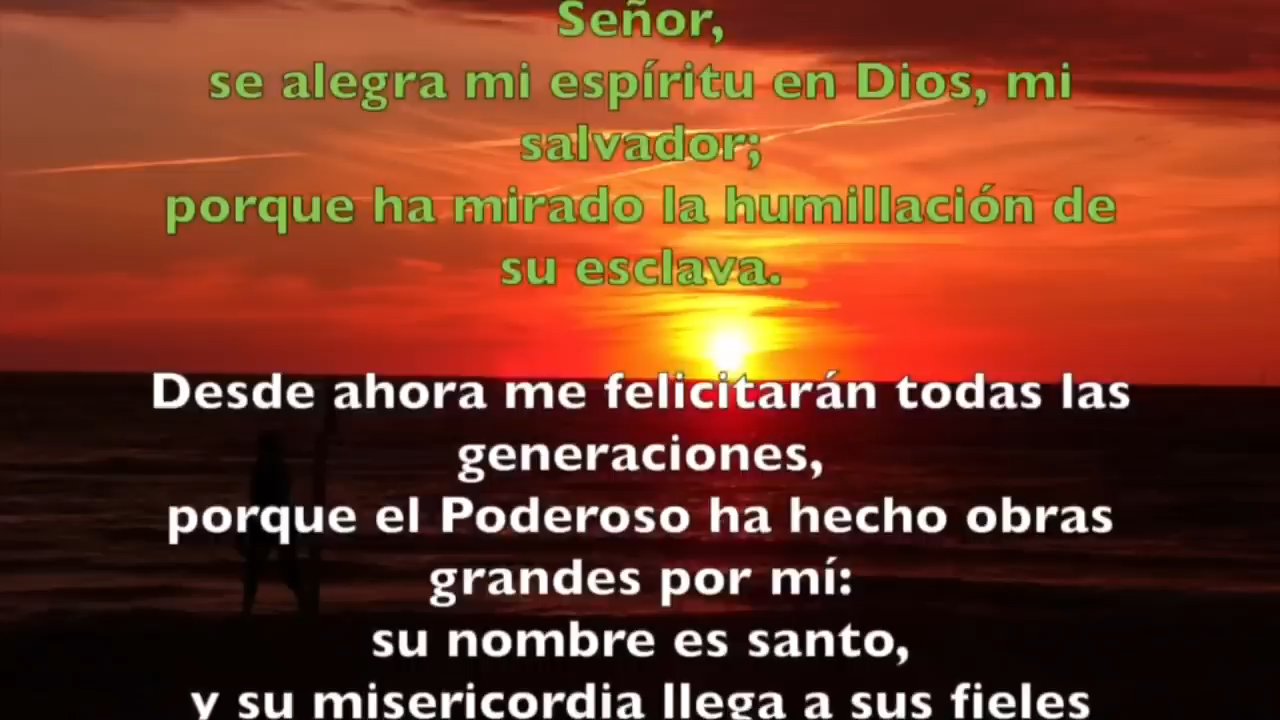 Señor,
se alegra mi espíritu en Dios, mi
salvador;
porque ha mirado la humillación de
su esclava.
Desde ahora me felicitarán todas las
generaciones,
porque el Poderoso ha hecho obras
grandes por mí:
su nombre es santo,
y su misericordia llega a sus fieles